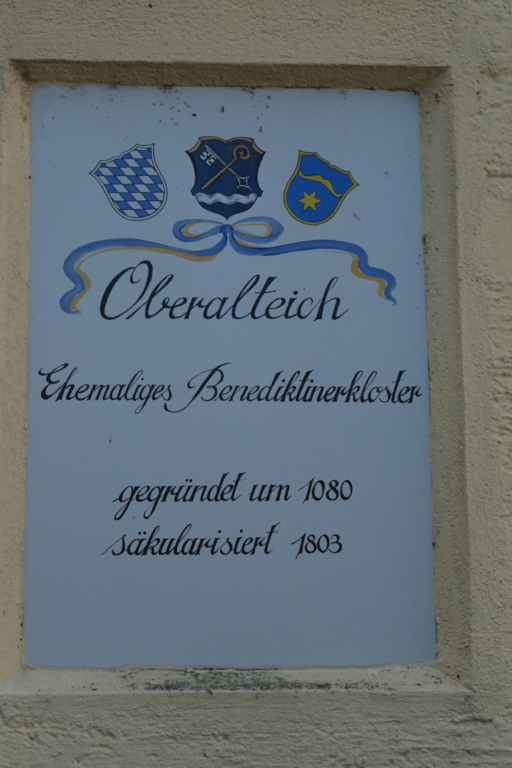 Oberalteich
Ehemaliges Benediktinerkloster
gegründet um 1080
säkularisiert 1803